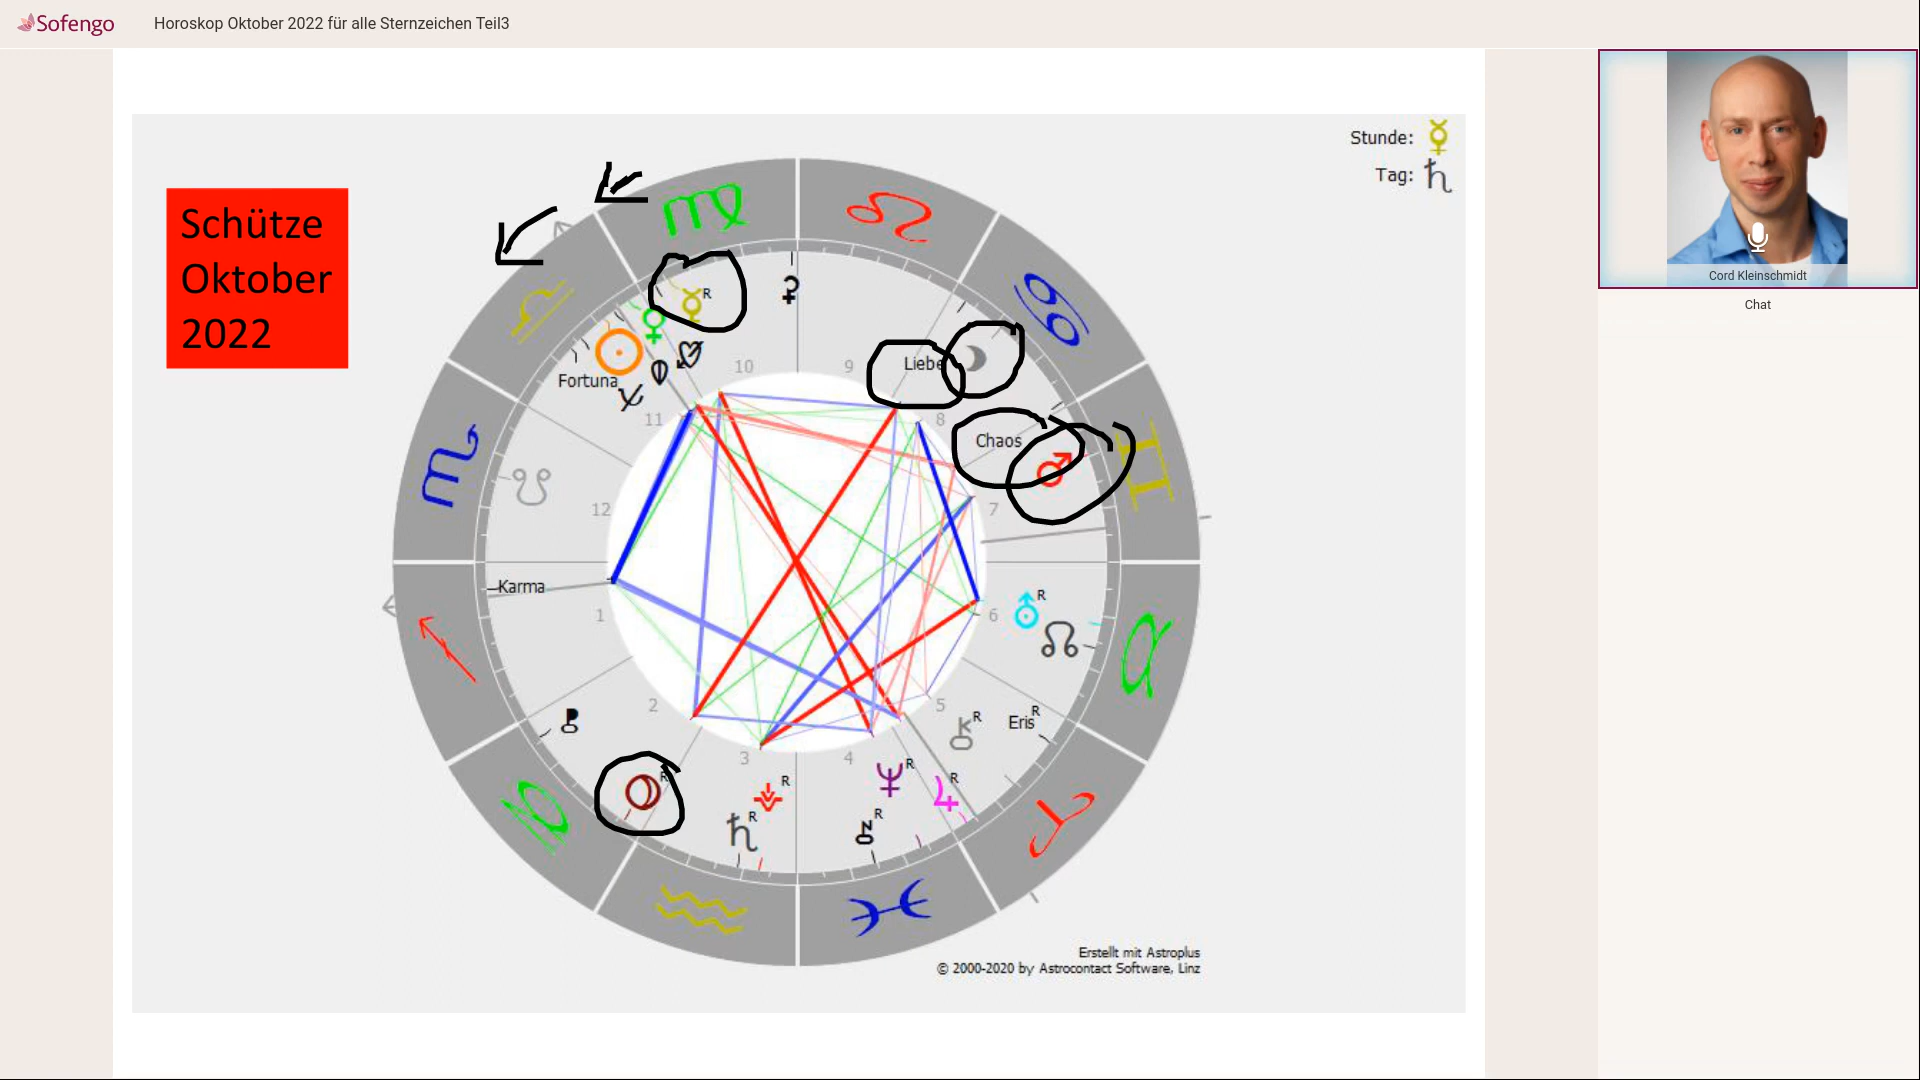 Sofengo
Horoskop Oktober 2022 für alle Sternzeichen Teil3
Stunde:
Tag:
Schütze
Oktober
2022
R
10
9
Liebe
Fortuna
11
8
Chaos
12
7
Karma
1
6
R
2
5
R
Eris R
3
4
R
R
R
R
R
R
Erstellt mit Astroplus
© 2000-2020 by Astrocontact Software, Linz
Cord Kleinschmidt
Chat